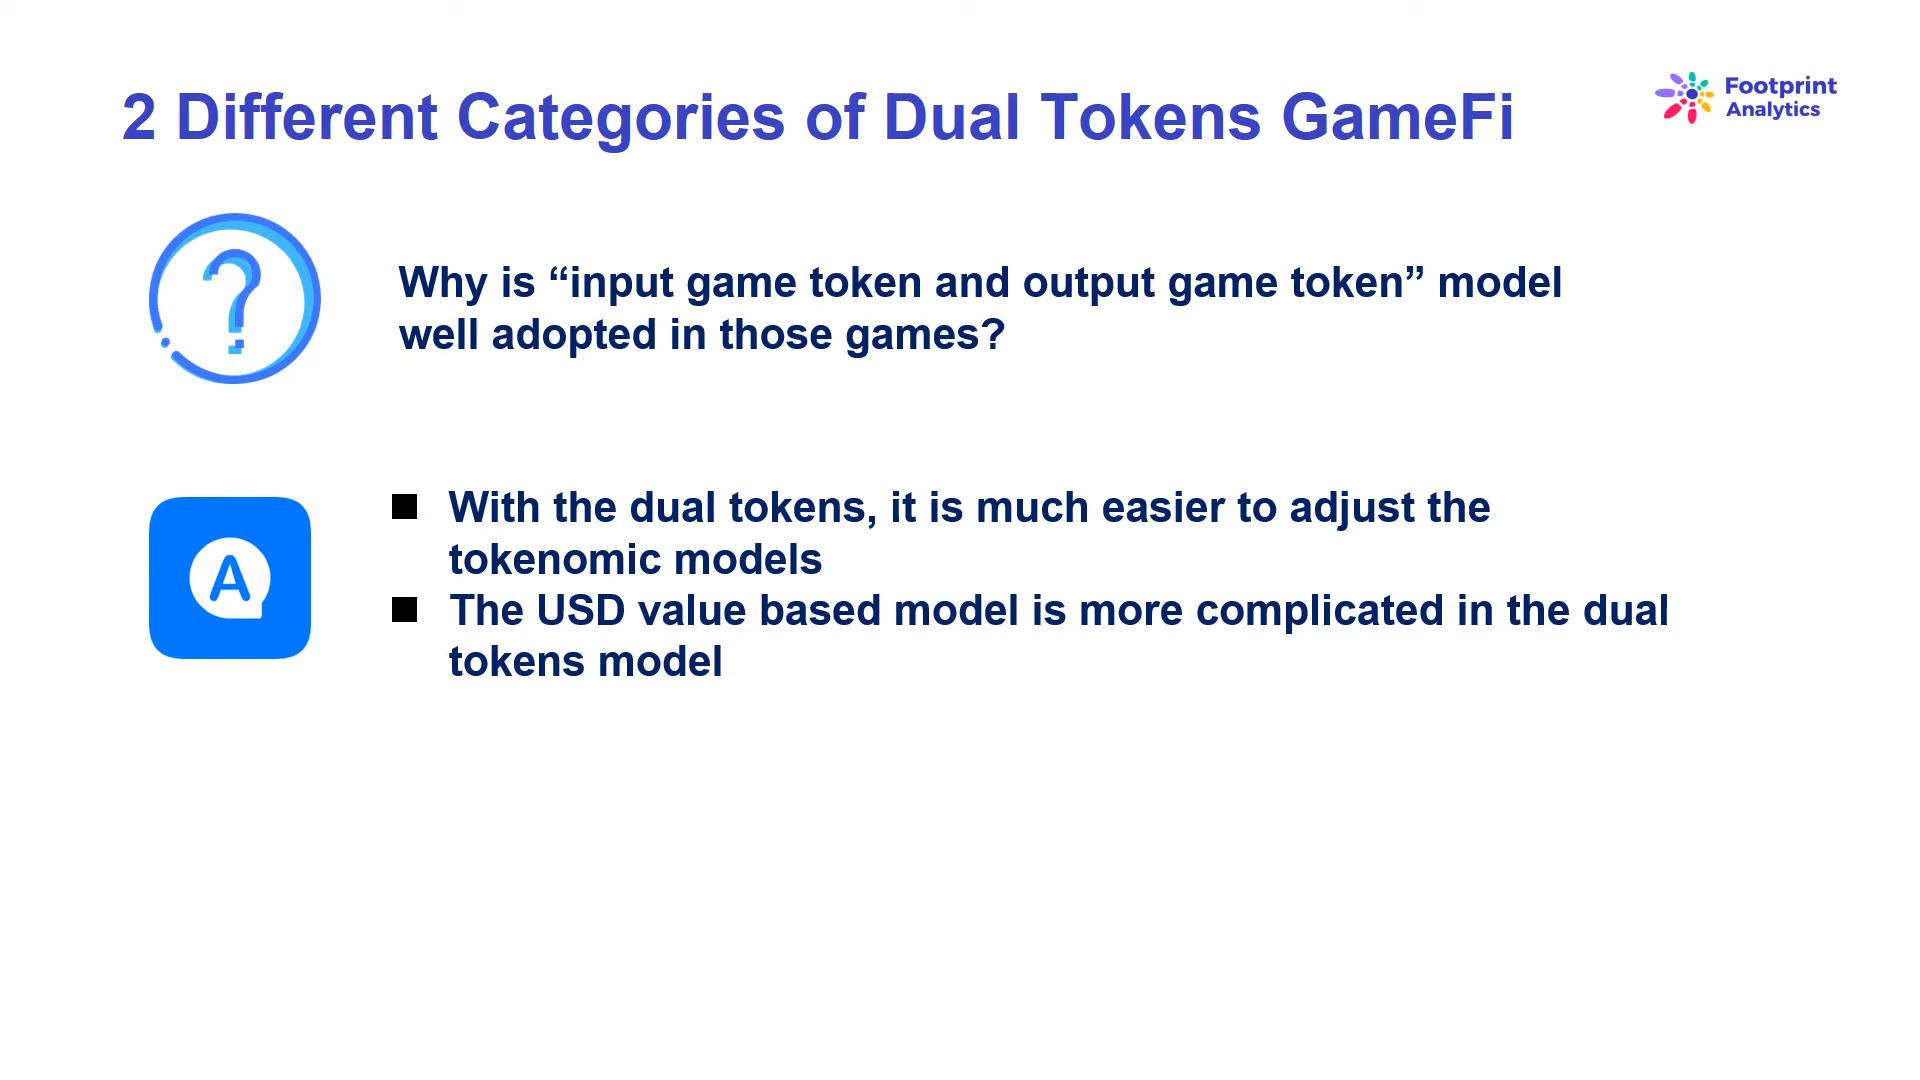 2 Different Categories of Dual Tokens GameFi
Footprint
Analytics
?
Why is “input game token and output game token” model
well adopted in those games?
A
■ With the dual tokens, it is much easier to adjust the
tokenomic models
■ The USD value based model is more complicated in the dual
tokens model